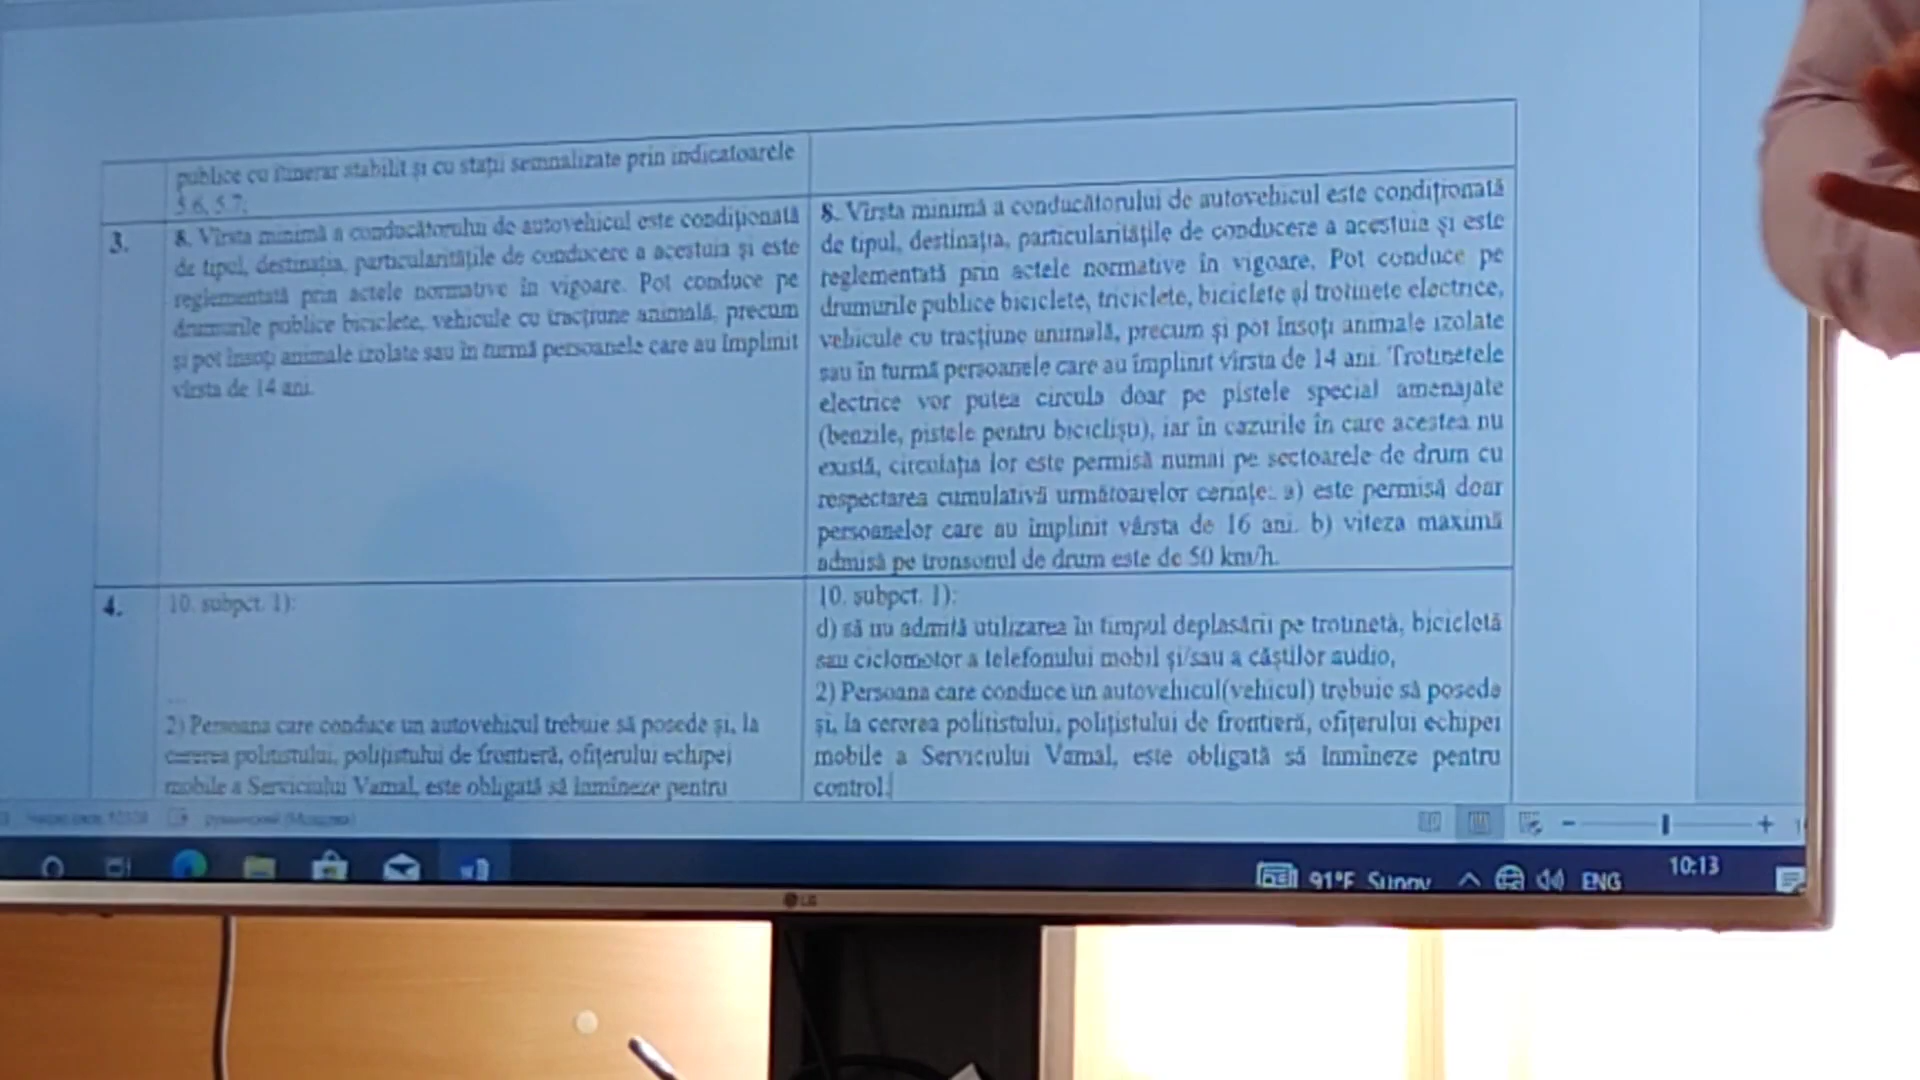 publice cu itinerar stabilit și cu stații semnalizate prin indicatoarele
5.6, 5.7;
3.
8. Vîrsta minimă a conducătorului de autovehicul este condiționată
de tipul, destinația, particularitățile de conducere a acestuia și este
reglementată prin actele normative în vigoare. Pot conduce pe
drumurile publice biciclete, vehicule cu tracțiune animală, precum
și pot însoți animale izolate sau în turmă persoanele care au împlinit
vîrsta de 14 ani.
8. Vîrsta minimă a conducătorului de autovehicul este condiționată
de tipul, destinația, particularitățile de conducere a acestuia și este
reglementată prin actele normative în vigoare. Pot conduce pe
drumurile publice biciclete, triciclete, biciclete și trotinete electrice,
vehicule cu tracțiune animală, precum și pot însoți animale izolate
sau în turmă persoanele care au împlinit vîrsta de 14 ani. Trotinetele
electrice vor putea circula doar pe pistele special amenajate
(benzile, pistele pentru bicicliști), iar în cazurile în care acestea nu
există, circulația lor este permisă numai pe sectoarele de drum cu
respectarea cumulativă următoarelor cerințe: a) este permisă doar
persoanelor care au împlinit vârsta de 16 ani. b) viteza maximă
admisă pe tronsonul de drum este de 50 km/h.
4.
10. subpct. 1):
...
2) Persoana care conduce un autovehicul trebuie să posede și, la
cererea polițistului, polițistului de frontieră, ofițerului echipei
mobile a Serviciului Vamal, este obligată să înmîneze pentru
10. subpct. 1):
d) să nu admită utilizarea în timpul deplasării pe trotinetă, bicicletă
sau ciclomotor a telefonului mobil și/sau a căștilor audio,
2) Persoana care conduce un autovehicul(vehicul) trebuie să posede
și, la cererea polițistului, polițistului de frontieră, ofițerului echipei
mobile a Serviciului Vamal, este obligată să înmîneze pentru
control.
91°F Sunny
ENG
10:13
LG